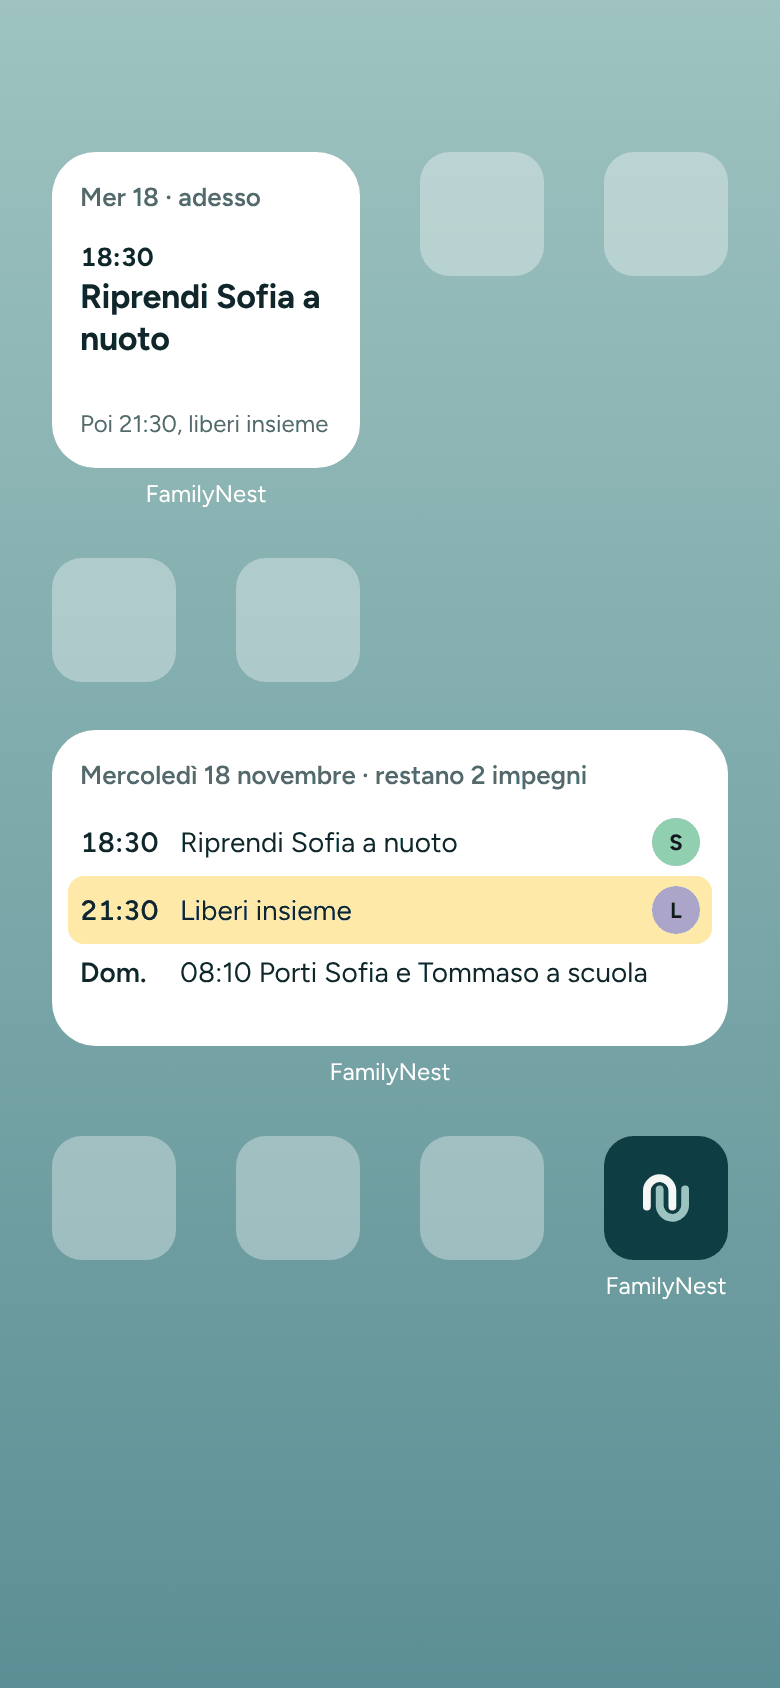 Mer 18 · adesso
18:30
Riprendi Sofia a
nuoto
Poi 21:30, liberi insieme
FamilyNest
Mercoledì 18 novembre · restano 2 impegni
18:30 Riprendi Sofia a nuoto S
21:30 Liberi insieme L
Dom. 08:10 Porti Sofia e Tommaso a scuola
FamilyNest
FamilyNest